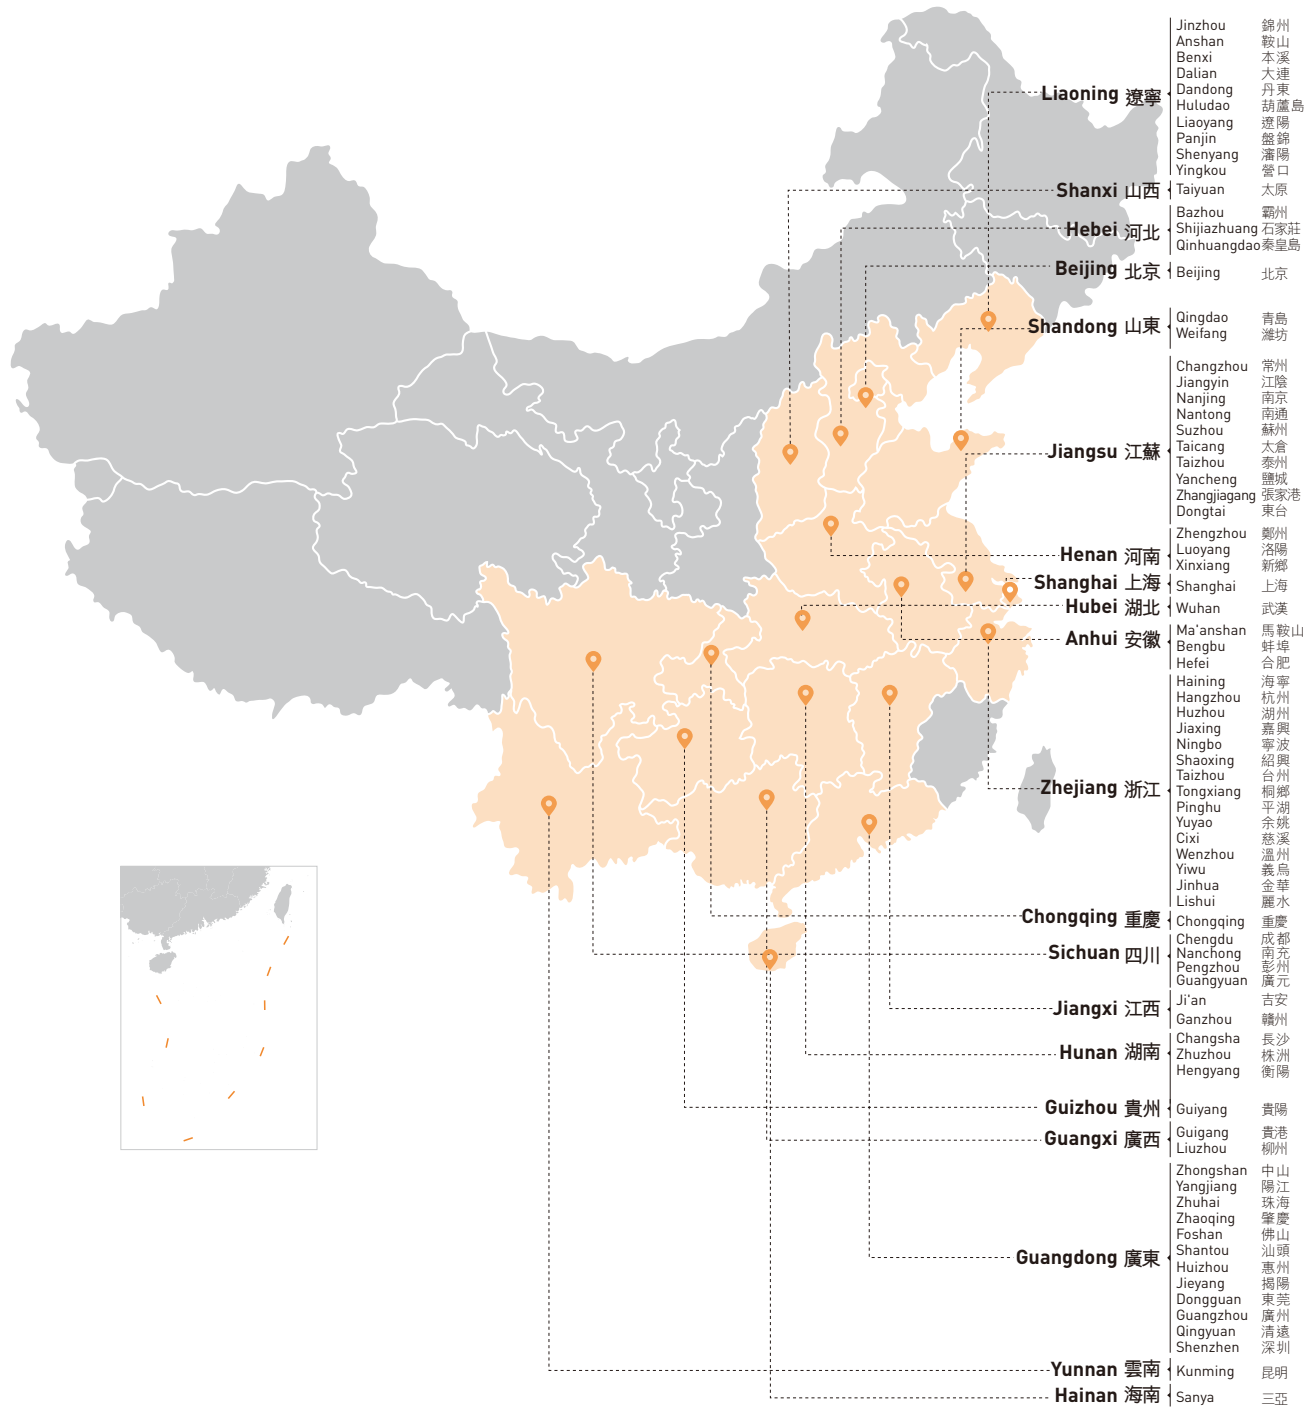 Liaoning 遼寧
Jinzhou 錦州
Anshan 鞍山
Benxi 本溪
Dalian 大連
Dandong 丹東
Huludao 葫蘆島
Liaoyang 遼陽
Panjin 盤錦
Shenyang 瀋陽
Yingkou 營口
Shanxi 山西
Taiyuan 太原
Hebei 河北
Bazhou 霸州
Shijiazhuang 石家莊
Qinhuangdao 秦皇島
Beijing 北京
Beijing 北京
Shandong 山東
Qingdao 青島
Weifang 濰坊
Jiangsu 江蘇
Changzhou 常州
Jiangyin 江陰
Nanjing 南京
Nantong 南通
Suzhou 蘇州
Taicang 太倉
Taizhou 泰州
Yancheng 鹽城
Zhangjiagang 張家港
Dongtai 東台
Henan 河南
Zhengzhou 鄭州
Luoyang 洛陽
Xinxiang 新鄉
Shanghai 上海
Shanghai 上海
Hubei 湖北
Wuhan 武漢
Anhui 安徽
Ma'anshan 馬鞍山
Bengbu 蚌埠
Hefei 合肥
Zhejiang 浙江
Haining 海寧
Hangzhou 杭州
Huzhou 湖州
Jiaxing 嘉興
Ningbo 寧波
Shaoxing 紹興
Taizhou 台州
Tongxiang 桐鄉
Pinghu 平湖
Yuyao 余姚
Cixi 慈溪
Wenzhou 溫州
Yiwu 義烏
Jinhua 金華
Lishui 麗水
Chongqing 重慶
Chongqing 重慶
Sichuan 四川
Chengdu 成都
Nanchong 南充
Pengzhou 彭州
Guangyuan 廣元
Jiangxi 江西
Ji'an 吉安
Ganzhou 贛州
Hunan 湖南
Changsha 長沙
Zhuzhou 株洲
Hengyang 衡陽
Guizhou 貴州
Guiyang 貴陽
Guangxi 廣西
Guigang 貴港
Liuzhou 柳州
Guangdong 廣東
Zhongshan 中山
Yangjiang 陽江
Zhuhai 珠海
Zhaoqing 肇慶
Foshan 佛山
Shantou 汕頭
Huizhou 惠州
Jieyang 揭陽
Dongguan 東莞
Guangzhou 廣州
Qingyuan 清遠
Shenzhen 深圳
Yunnan 雲南
Kunming 昆明
Hainan 海南
Sanya 三亞